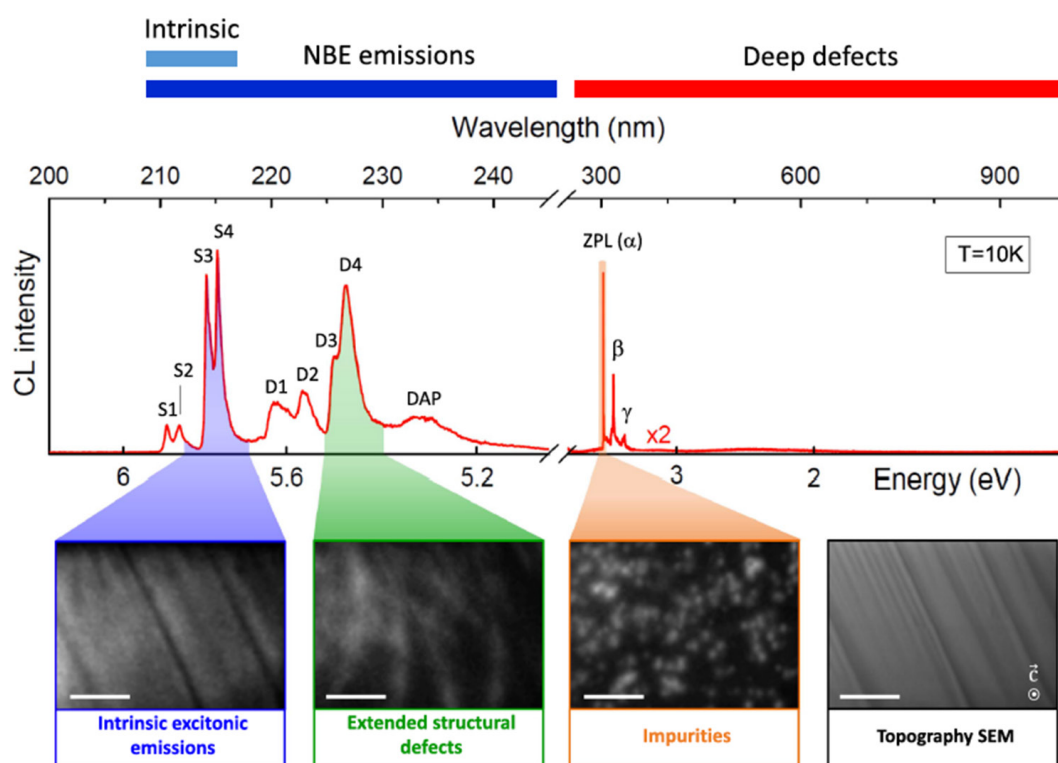 Intrinsic
NBE emissions
Deep defects
Wavelength (nm)
200 210 220 230 240 300 600 900
CL intensity
S1
S2
S3
S4
D1
D2
D3
D4
DAP
ZPL (α)
β
γ
x2
T=10K
6 5.6 5.2 3 2 Energy (eV)
c
Intrinsic excitonic
emissions
Extended structural
defects
Impurities
Topography SEM